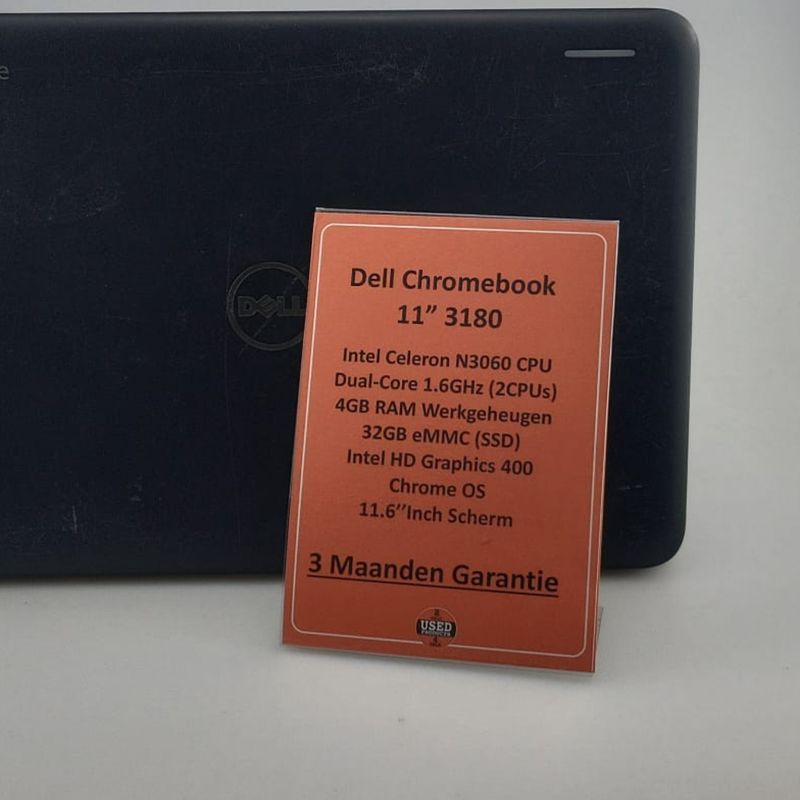 e
DELL
Dell Chromebook
11” 3180
Intel Celeron N3060 CPU
Dual-Core 1.6GHz (2CPUs)
4GB RAM Werkgeheugen
32GB eMMC (SSD)
Intel HD Graphics 400
Chrome OS
11.6’’Inch Scherm
3 Maanden Garantie
USED
PRODUCTS